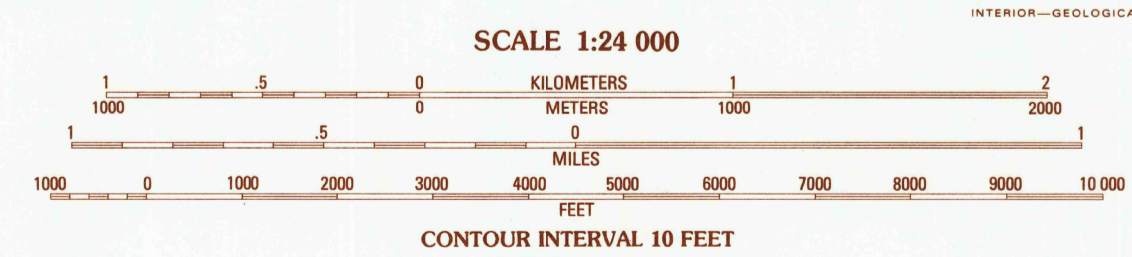 INTERIOR—GEOLOGICA
SCALE 1:24 000
1 .5 0 KILOMETERS 1 2
1000 0 METERS 1000 2000
1 .5 0 1
MILES
1000 0 1000 2000 3000 4000 5000 6000 7000 8000 9000 10 000
FEET
CONTOUR INTERVAL 10 FEET